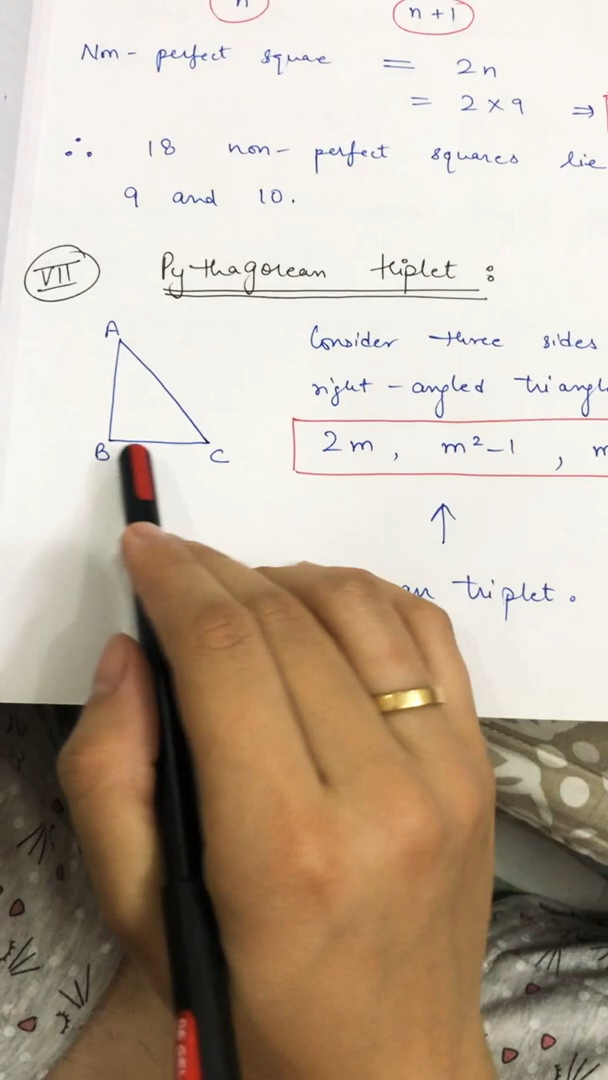 n n + 1
Non- perfect square = 2n
= 2 × 9 ⇒
∴ 18 non- perfect squares lie
9 and 10.
VII Pythagorean triplet :
A
Consider three sides
right-angled triangle
2m, m²-1, m
B C
↑
triplet.